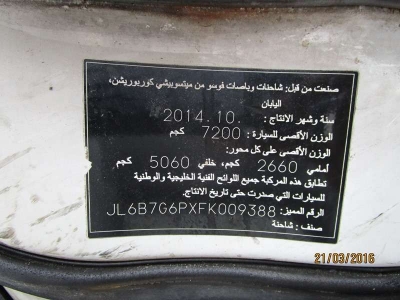 صنعت من قبل: شاحنات وباصات فوسو من ميتسوبيشي كوربوريشن،
اليابان
سنة وشهر الانتاج: 2014.10.
الوزن الأقصى للسيارة: 7200 كجم
الوزن الأقصى على كل محور:
أمامي 2660 كجم، خلفي 5060 كجم
تطابق هذه المركبة جميع اللوائح الفنية الخليجية والوطنية
للسيارات التي صدرت حتى تاريخ الانتاج.
الرقم المميز: JL6B7G6PXFK009388
صنف: شاحنة
21/03/2016